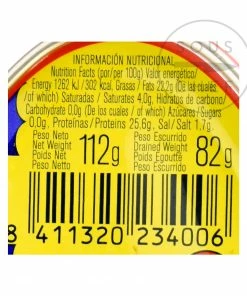 SOUS
INFORMACIÓN NUTRICIONAL
Nutrition Facts (por/per 100g) Valor energético/
Energy 1262 kJ / 302 kcal, Grasas / Fats 22,2g (De las cuales
/of which) Saturadas / Saturates 4,0g, Hidratos de carbono/
Carbohydrate 0,0g (De los cuales/of which) Azúcares/Sugars
0,0g, Proteínas / Proteins 25,6g, Sal/Salt 1,7g.
Peso Neto
Net Weight
Poids Net
Peso Netto
112g
Peso Escurrido
Drained Weight
Poids Egoutté
Peso Escurrido
82g
8 411320 234006